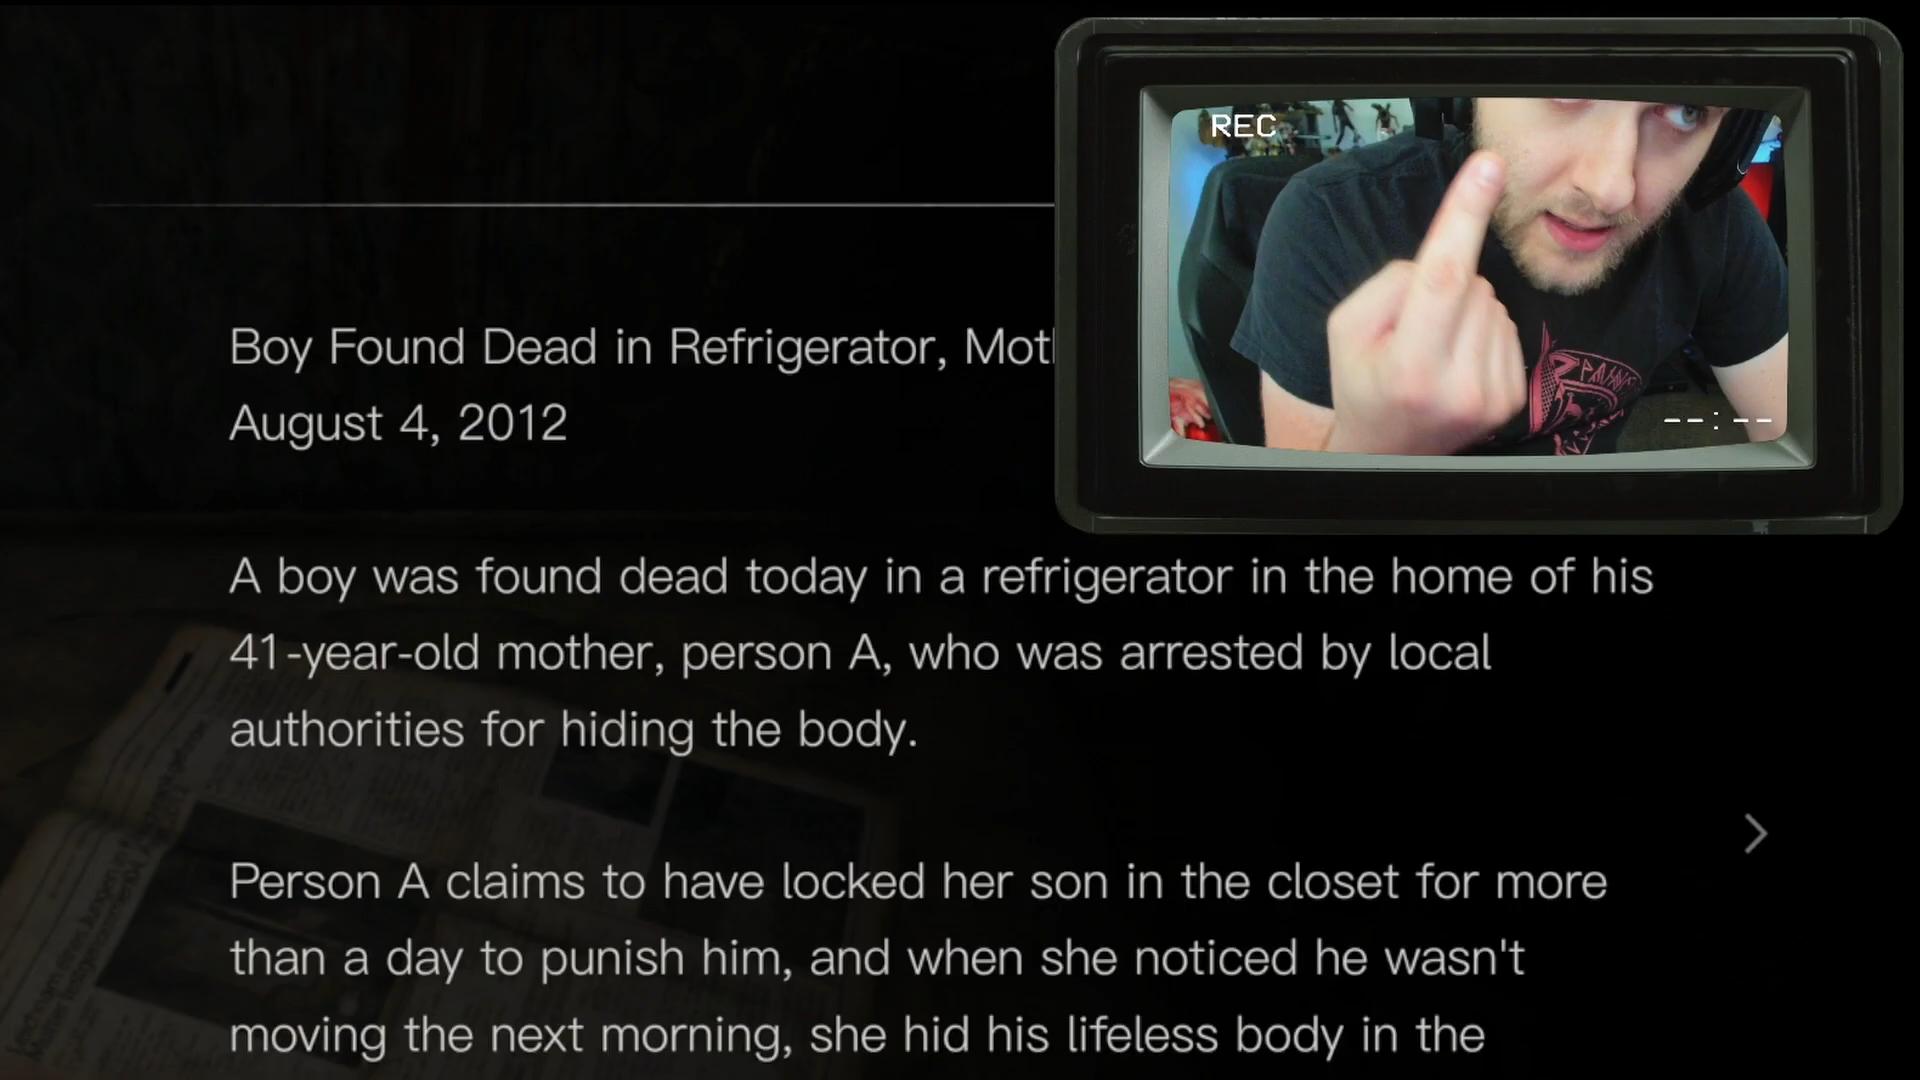 REC
Boy Found Dead in Refrigerator,
August 4, 2012
--:--
A boy was found dead today in a refrigerator in the home of his
41-year-old mother, person A, who was arrested by local
authorities for hiding the body.
Person A claims to have locked her son in the closet for more
than a day to punish him, and when she noticed he wasn't
moving the next morning, she hid his lifeless body in the